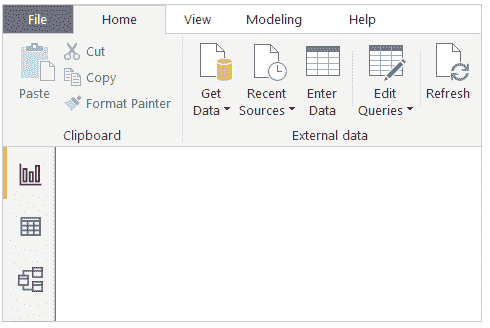 File Home View Modeling Help
Paste
Cut
Copy
Format Painter
Clipboard
Get
Data
Recent
Sources
Enter
Data
Edit
Queries
Refresh
External data